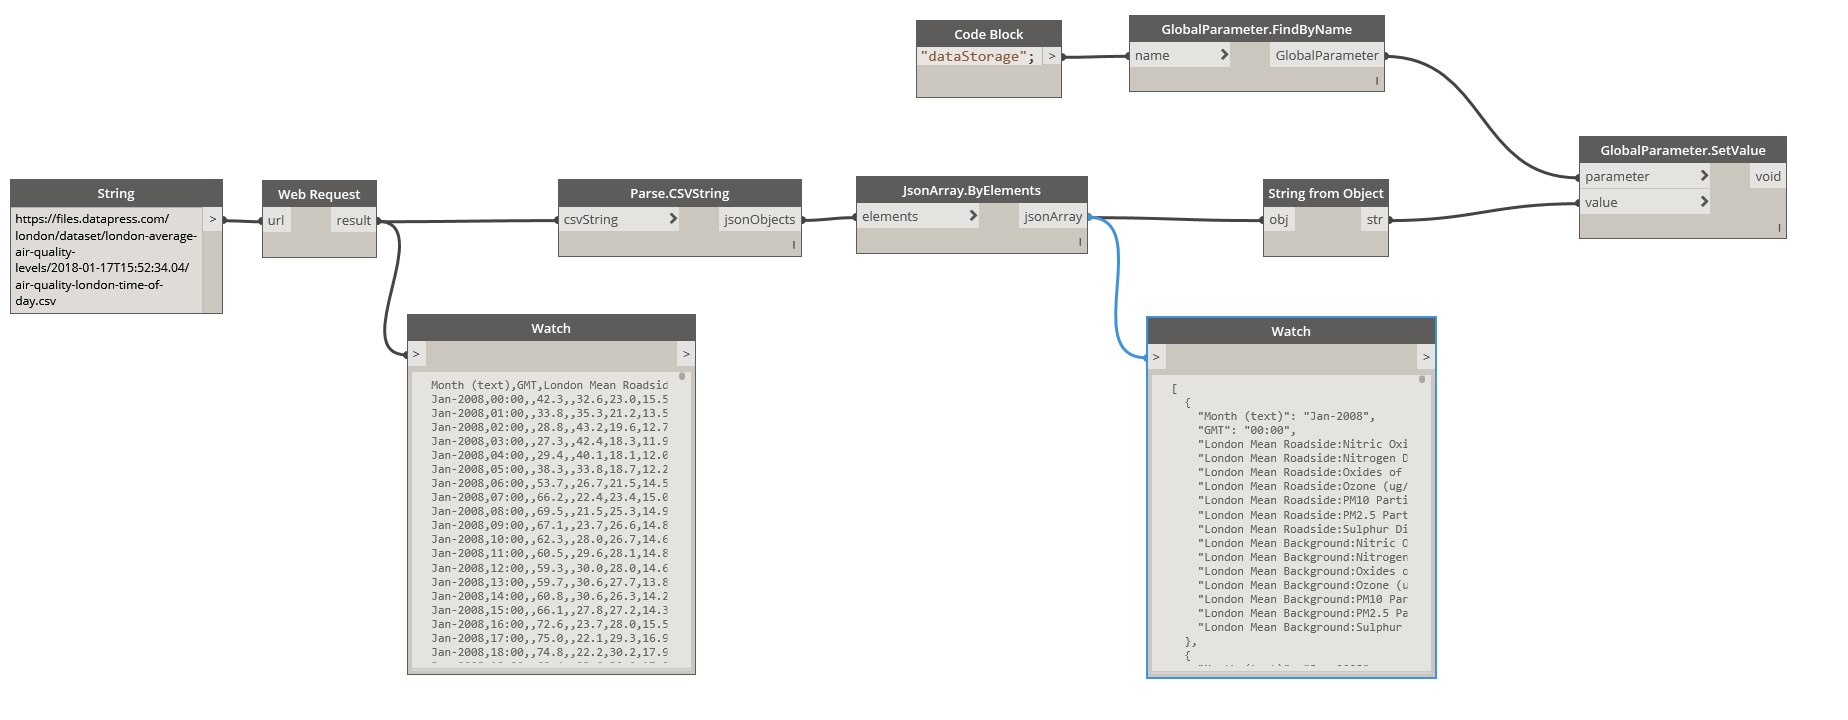 Code Block
"dataStorage"; >
GlobalParameter.FindByName
name > GlobalParameter
l
GlobalParameter.SetValue
parameter > void
value >
l
String
https://files.datapress.com/ >
london/dataset/london-average-
air-quality-
levels/2018-01-17T15:52:34.04/
air-quality-london-time-of-
day.csv
Web Request
url result
Parse.CSVString
csvString > jsonObjects
l
JsonArray.ByElements
elements > jsonArray
l
String from Object
obj str
Watch
> >
Month (text),GMT,London Mean Roadsid
Jan-2008,00:00,,42.3,,32.6,23.0,15.5
Jan-2008,01:00,,33.8,,35.3,21.2,13.5
Jan-2008,02:00,,28.8,,43.2,19.6,12.7
Jan-2008,03:00,,27.3,,42.4,18.3,11.9
Jan-2008,04:00,,29.4,,40.1,18.1,12.0
Jan-2008,05:00,,38.3,,33.8,18.7,12.2
Jan-2008,06:00,,53.7,,26.7,21.5,14.5
Jan-2008,07:00,,66.2,,22.4,23.4,15.0
Jan-2008,08:00,,69.5,,21.5,25.3,14.9
Jan-2008,09:00,,67.1,,23.7,26.6,14.8
Jan-2008,10:00,,62.3,,28.0,26.7,14.6
Jan-2008,11:00,,60.5,,29.6,28.1,14.8
Jan-2008,12:00,,59.3,,30.0,28.0,14.6
Jan-2008,13:00,,59.7,,30.6,27.7,13.8
Jan-2008,14:00,,60.8,,30.6,26.3,14.2
Jan-2008,15:00,,66.1,,27.8,27.2,14.3
Jan-2008,16:00,,72.6,,23.7,28.0,15.5
Jan-2008,17:00,,75.0,,22.1,29.3,16.9
Jan-2008,18:00,,74.8,,22.2,30.2,17.9
Watch
> >
[
{
"Month (text)": "Jan-2008",
"GMT": "00:00",
"London Mean Roadside:Nitric Oxi
"London Mean Roadside:Nitrogen D
"London Mean Roadside:Oxides of
"London Mean Roadside:Ozone (ug/
"London Mean Roadside:PM10 Parti
"London Mean Roadside:PM2.5 Part
"London Mean Roadside:Sulphur Di
"London Mean Background:Nitric O
"London Mean Background:Nitrogen
"London Mean Background:Oxides o
"London Mean Background:Ozone (u
"London Mean Background:PM10 Par
"London Mean Background:PM2.5 Pa
"London Mean Background:Sulphur
},
{